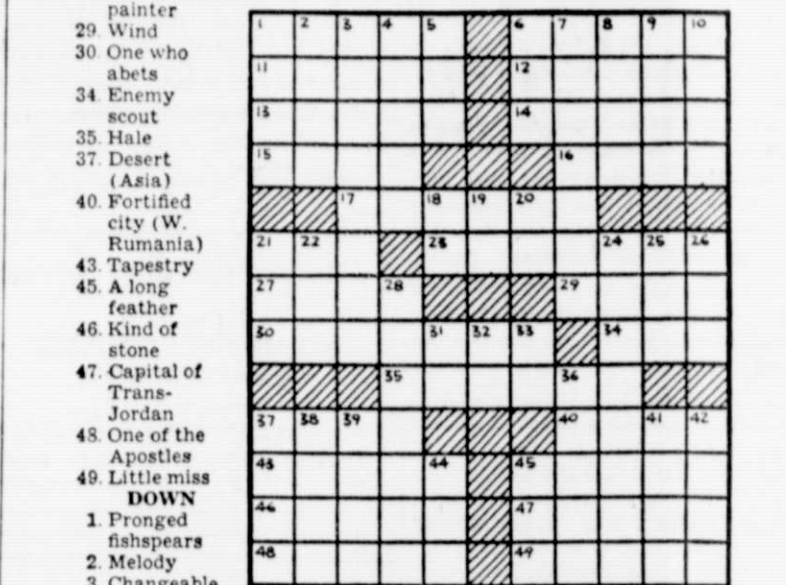 painter
29. Wind
30. One who
abets
34. Enemy
scout
35. Hale
37. Desert
(Asia)
40. Fortified
city (W.
Rumania)
43. Tapestry
45. A long
feather
46. Kind of
stone
47. Capital of
Trans-
Jordan
48. One of the
Apostles
49. Little miss
DOWN
1. Pronged
fishspears
2. Melody
3. Changeable
1 2 3 4 5 6 7 8 9 10
11 12
13 14
15 16
17 18 19 20
21 22 23 24 25 26
27 28 29
30 31 32 33 34
35 36
37 38 39 40 41 42
43 44 45
46 47
48 49